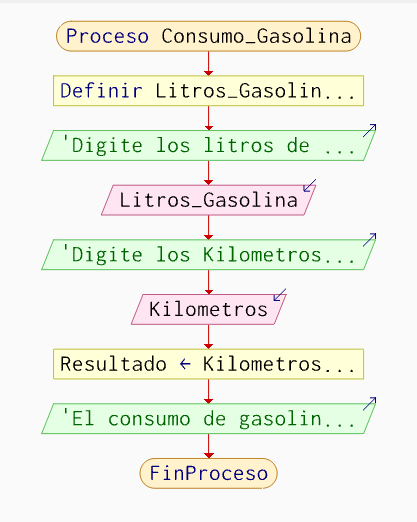 Proceso Consumo_Gasolina
Definir Litros_Gasolin...
'Digite los litros de ...
Litros_Gasolina
'Digite los Kilometros...
Kilometros
Resultado ← Kilometros...
'El consumo de gasolin...
FinProceso